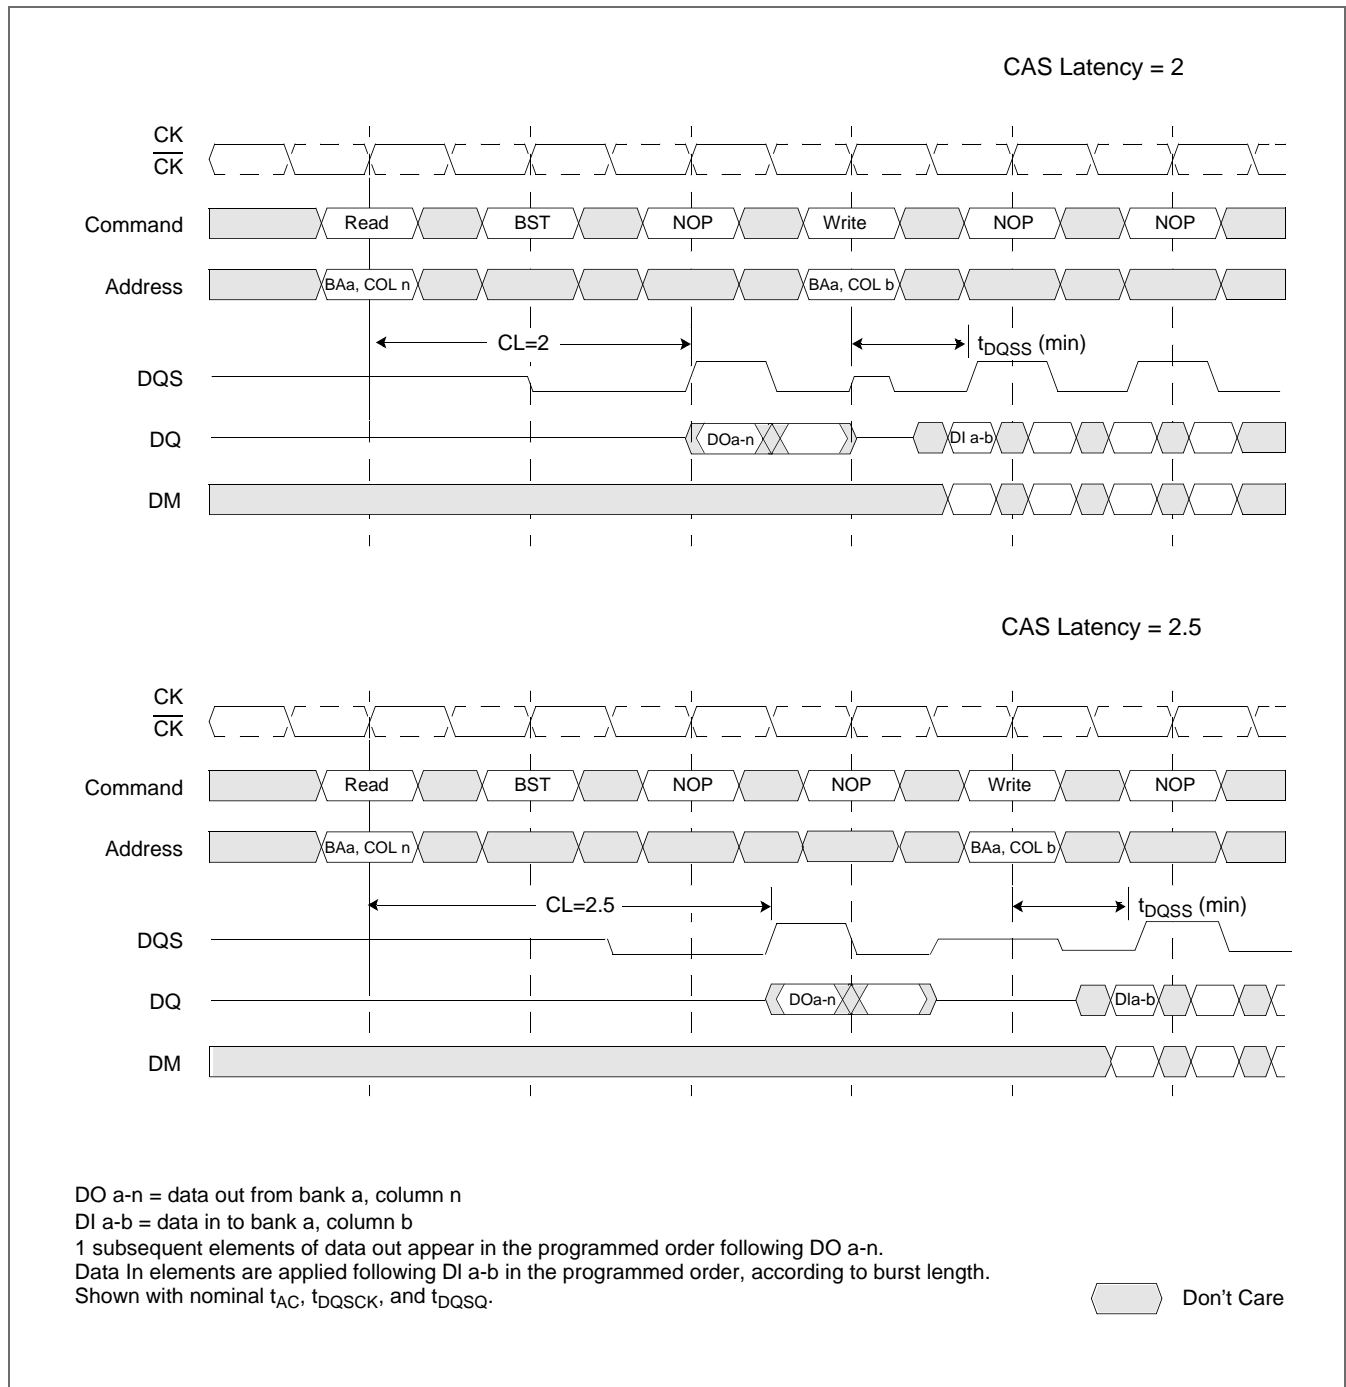 CAS Latency = 2
CK
CK
Command Read BST NOP Write NOP NOP
Address BAa, COL n BAa, COL b
CL=2 tDQSS (min)
DQS
DQ DOa-n DI a-b
DM
CAS Latency = 2.5
CK
CK
Command Read BST NOP NOP Write NOP
Address BAa, COL n BAa, COL b
CL=2.5 tDQSS (min)
DQS
DQ DOa-n DIa-b
DM
DO a-n = data out from bank a, column n
DI a-b = data in to bank a, column b
1 subsequent elements of data out appear in the programmed order following DO a-n.
Data In elements are applied following DI a-b in the programmed order, according to burst length.
Shown with nominal tAC, tDQSCK, and tDQSQ.
Don't Care